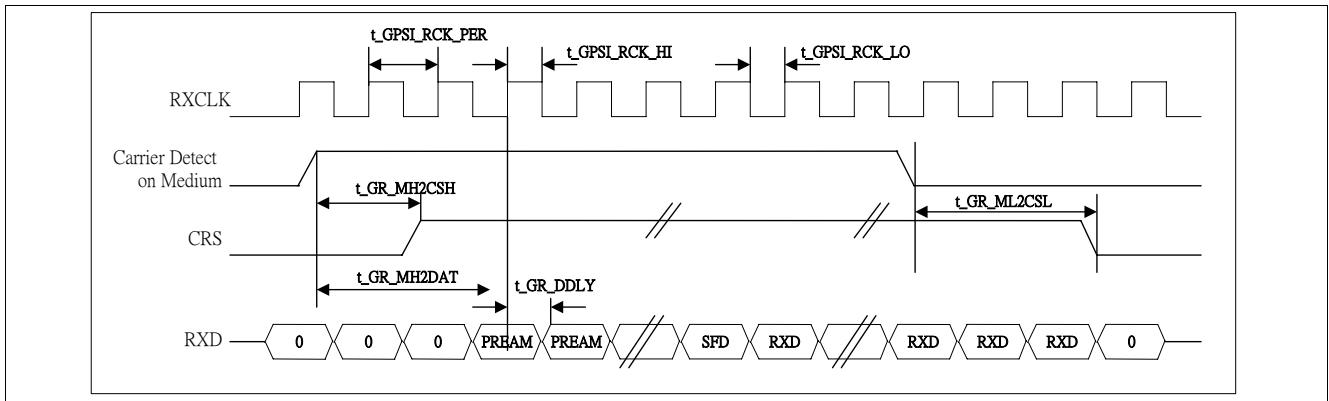 t_GPSI_RCK_PER
t_GPSI_RCK_HI
t_GPSI_RCK_LO
RXCLK
Carrier Detect
on Medium
t_GR_MH2CSH
t_GR_ML2CSL
CRS
t_GR_MH2DAT
t_GR_DDLY
RXD
0 0 0 PREAM PREAM SFD RXD RXD RXD RXD 0